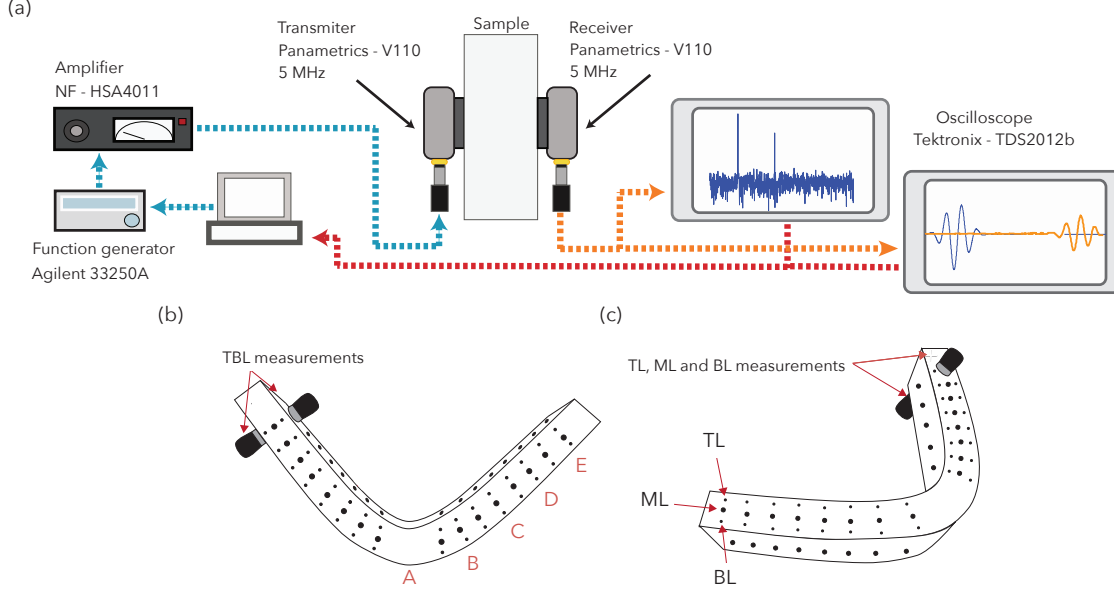 (a)
Sample
Transmiter
Panametrics - V110
5 MHz
Receiver
Panametrics - V110
5 MHz
Amplifier
NF - HSA4011
Oscilloscope
Tektronix - TDS2012b
Function generator
Agilent 33250A
(b)
TBL measurements
A
B
C
D
E
(c)
TL, ML and BL measurements
TL
ML
BL